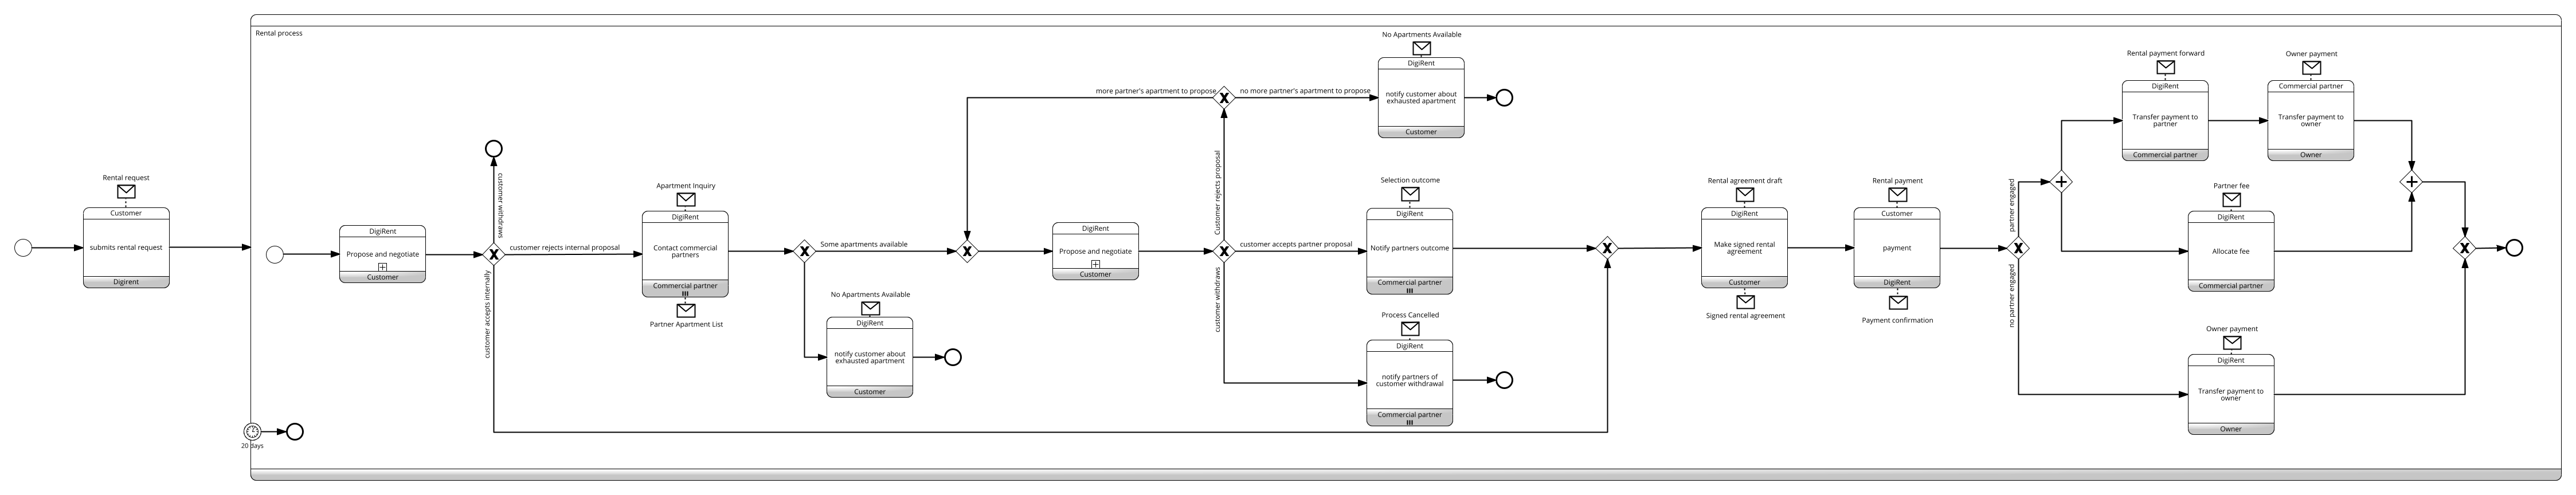 Rental process
Rental request
Customer
submits rental request
Digirent
20 days
DigiRent
Propose and negotiate
Customer
customer withdraws
customer rejects internal proposal
customer accepts internally
Apartment Inquiry
DigiRent
Contact commercial
partners
Commercial partner
Partner Apartment List
Some apartments available
No Apartments Available
DigiRent
notify customer about
exhausted apartment
Customer
DigiRent
Propose and negotiate
Customer
more partner's apartment to propose
no more partner's apartment to propose
Customer rejects proposal
customer accepts partner proposal
customer withdraws
No Apartments Available
DigiRent
notify customer about
exhausted apartment
Customer
Selection outcome
DigiRent
Notify partners outcome
Commercial partner
Process Cancelled
DigiRent
notify partners of
customer withdrawal
Commercial partner
Rental agreement draft
DigiRent
Make signed rental
agreement
Customer
Signed rental agreement
Rental payment
Customer
payment
DigiRent
Payment confirmation
partner engaged
no partner engaged
Rental payment forward
DigiRent
Transfer payment to
partner
Commercial partner
Owner payment
Commercial partner
Transfer payment to
owner
Owner
Partner fee
DigiRent
Allocate fee
Commercial partner
Owner payment
DigiRent
Transfer payment to
owner
Owner